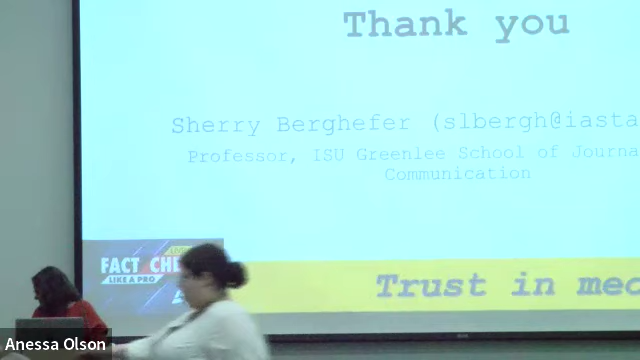 Thank you
Sherry Berghefer (slbergh@iasta
Professor, ISU Greenlee School of Journa
Communication
FACT CHE
LIKE A PRO
Trust in med
Anessa Olson